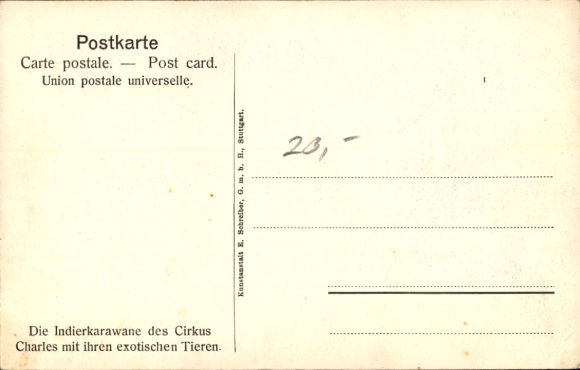 Postkarte
Carte postale. — Post card.
Union postale universelle.
Die Indierkarawane des Cirkus
Charles mit ihren exotischen Tieren.
Kunstanstalt E. Schreiber, G. m. b. H., Stuttgart.
23,-